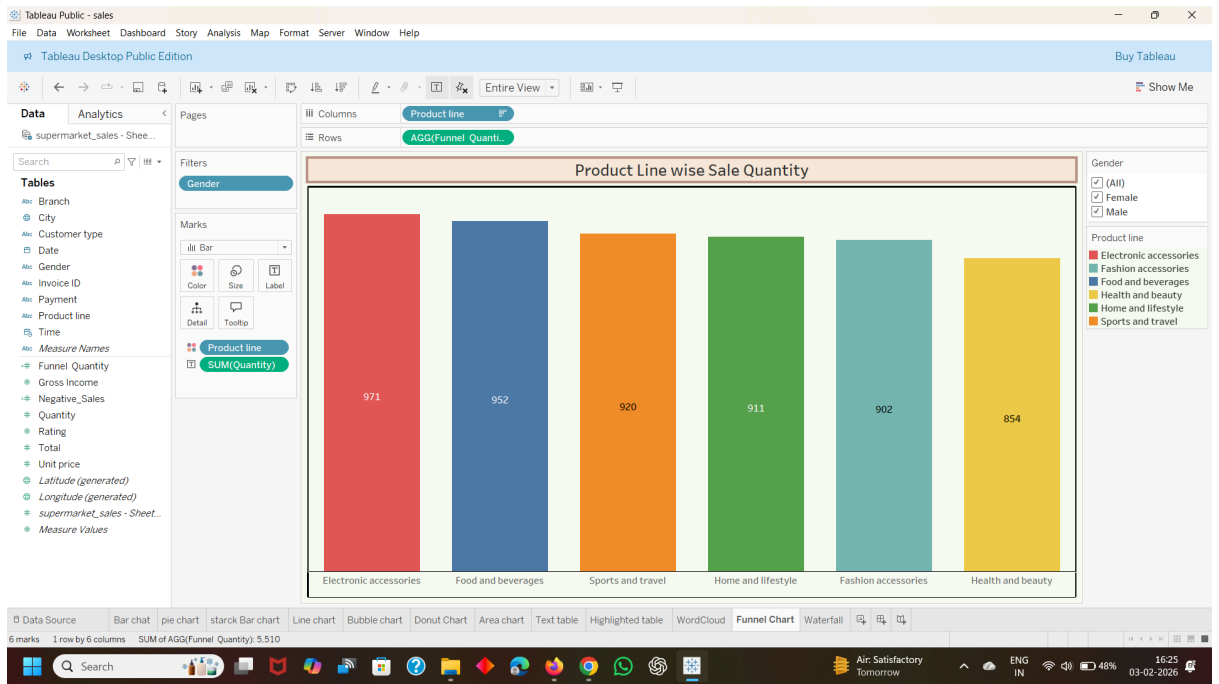 Tableau Public - sales
File Data Worksheet Dashboard Story Analysis Map Format Server Window Help
Tableau Desktop Public Edition
Buy Tableau
Entire View
Show Me
Data Analytics
supermarket_sales - Shee...
Search
Tables
Abc Branch
City
Abc Customer type
Date
Abc Gender
Abc Invoice ID
Abc Payment
Abc Product line
Time
Abc Measure Names
Funnel Quantity
Gross Income
Negative_Sales
Quantity
Rating
Total
Unit price
Latitude (generated)
Longitude (generated)
supermarket_sales - Sheet...
Measure Values
Pages
Filters
Gender
Marks
Bar
Color Size Label
Detail Tooltip
Product line
SUM(Quantity)
Columns Product line
Rows AGG(Funnel Quanti..
Product Line wise Sale Quantity
971
952
920
911
902
854
Electronic accessories Food and beverages Sports and travel Home and lifestyle Fashion accessories Health and beauty
Gender
(All)
Female
Male
Product line
Electronic accessories
Fashion accessories
Food and beverages
Health and beauty
Home and lifestyle
Sports and travel
Data Source Bar chat pie chart starck Bar chart Line chart Bubble chart Donut Chart Area chart Text table Highlighted table WordCloud Funnel Chart Waterfall
6 marks 1 row by 6 columns SUM of AGG(Funnel Quantity): 5,510
Search
Air: Satisfactory
Tomorrow
ENG
IN
48%
16:25
03-02-2026